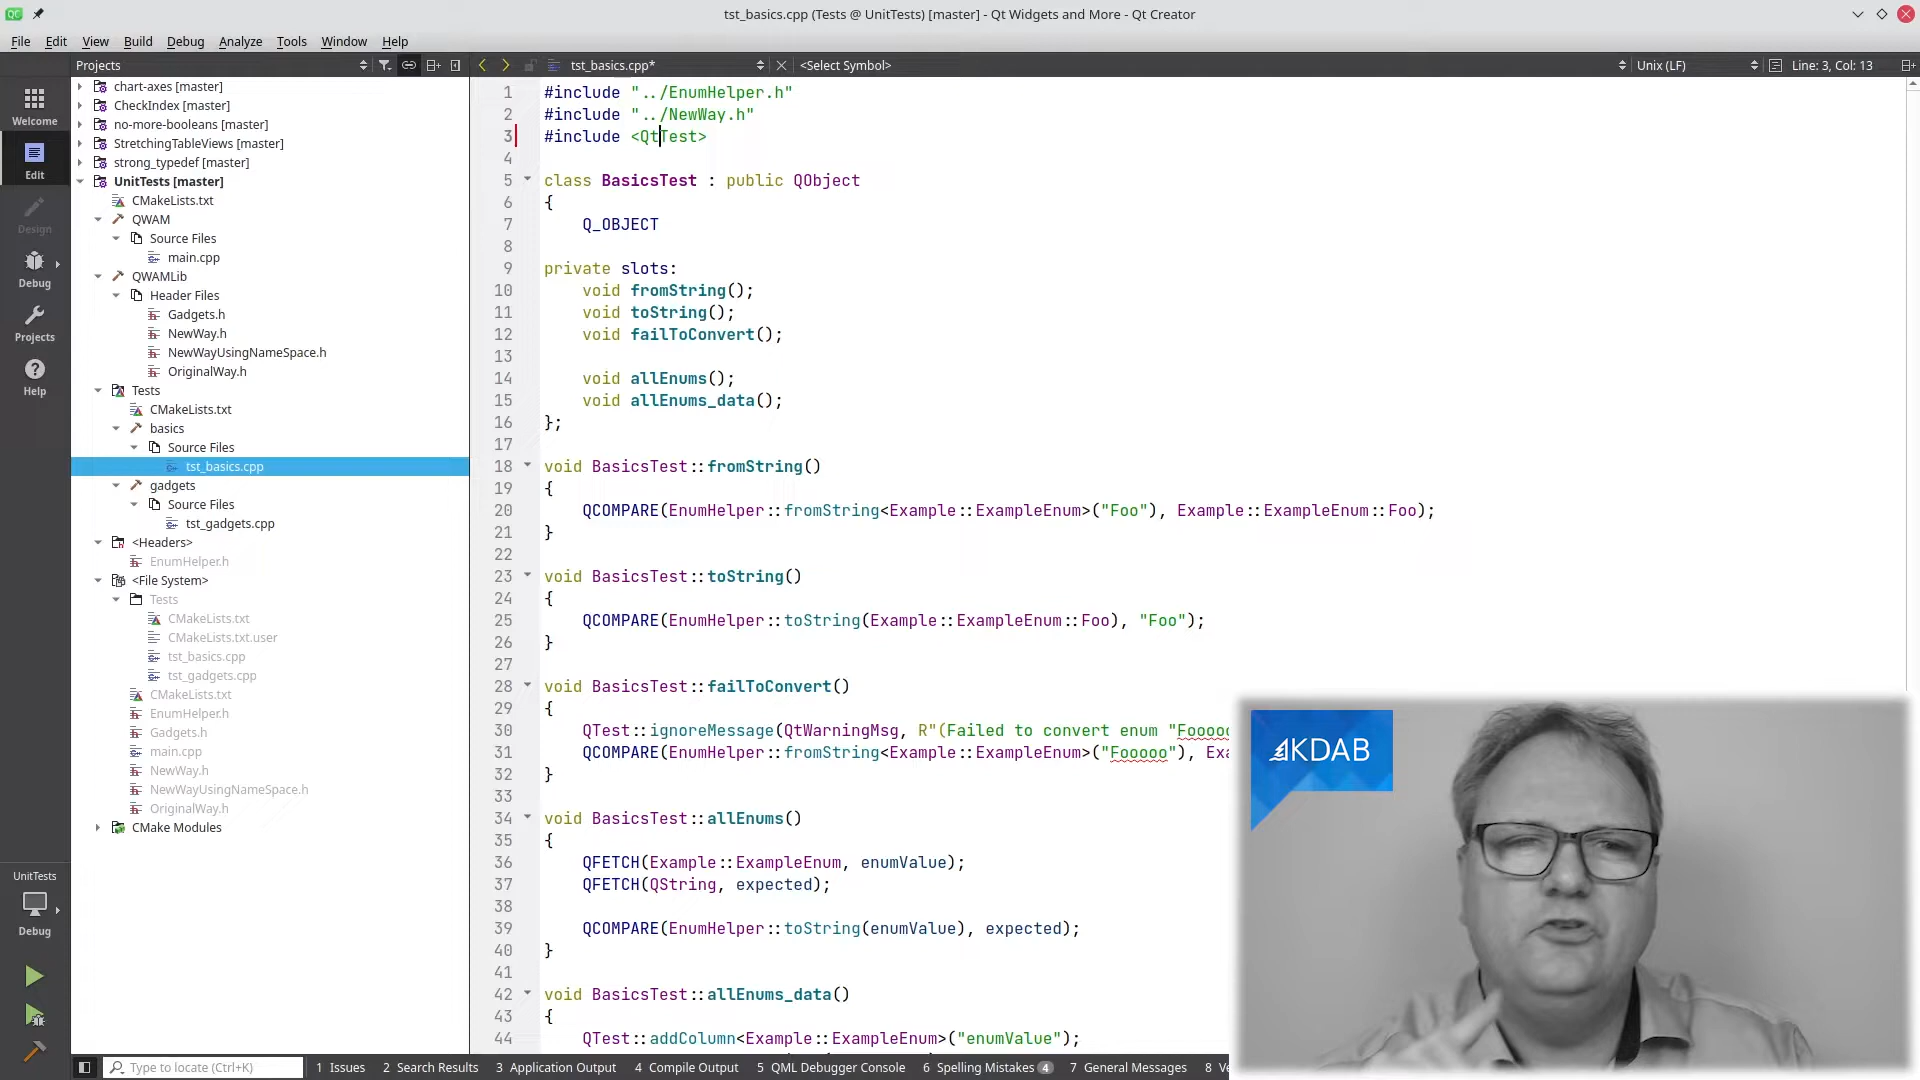 tst_basics.cpp (Tests @ UnitTests) [master] - Qt Widgets and More - Qt Creator
File Edit View Build Debug Analyze Tools Window Help
Projects
tst_basics.cpp*
<Select Symbol>
Unix (LF)
Line: 3, Col: 13
Welcome
Edit
Design
Debug
Projects
Help
UnitTests
Debug
chart-axes [master]
CheckIndex [master]
no-more-booleans [master]
StretchingTableViews [master]
strong_typedef [master]
UnitTests [master]
CMakeLists.txt
QWAM
Source Files
main.cpp
QWAMLib
Header Files
Gadgets.h
NewWay.h
NewWayUsingNameSpace.h
OriginalWay.h
Tests
CMakeLists.txt
basics
Source Files
tst_basics.cpp
gadgets
Source Files
tst_gadgets.cpp
<Headers>
EnumHelper.h
<File System>
Tests
CMakeLists.txt
CMakeLists.txt.user
tst_basics.cpp
tst_gadgets.cpp
CMakeLists.txt
EnumHelper.h
Gadgets.h
main.cpp
NewWay.h
NewWayUsingNameSpace.h
OriginalWay.h
CMake Modules
1 #include "../EnumHelper.h"
2 #include "../NewWay.h"
3 #include <QtTest>
4
5 class BasicsTest : public QObject
6 {
7 Q_OBJECT
8
9 private slots:
10 void fromString();
11 void toString();
12 void failToConvert();
13
14 void allEnums();
15 void allEnums_data();
16 };
17
18 void BasicsTest::fromString()
19 {
20 QCOMPARE(EnumHelper::fromString<Example::ExampleEnum>("Foo"), Example::ExampleEnum::Foo);
21 }
22
23 void BasicsTest::toString()
24 {
25 QCOMPARE(EnumHelper::toString(Example::ExampleEnum::Foo), "Foo");
26 }
27
28 void BasicsTest::failToConvert()
29 {
30 QTest::ignoreMessage(QtWarningMsg, R"(Failed to convert enum "Foooo
31 QCOMPARE(EnumHelper::fromString<Example::ExampleEnum>("Fooooo"), Exa
32 }
33
34 void BasicsTest::allEnums()
35 {
36 QFETCH(Example::ExampleEnum, enumValue);
37 QFETCH(QString, expected);
38
39 QCOMPARE(EnumHelper::toString(enumValue), expected);
40 }
41
42 void BasicsTest::allEnums_data()
43 {
44 QTest::addColumn<Example::ExampleEnum>("enumValue");
KDAB
Type to locate (Ctrl+K)
1 Issues 2 Search Results 3 Application Output 4 Compile Output 5 QML Debugger Console 6 Spelling Mistakes 4 7 General Messages 8 Ve